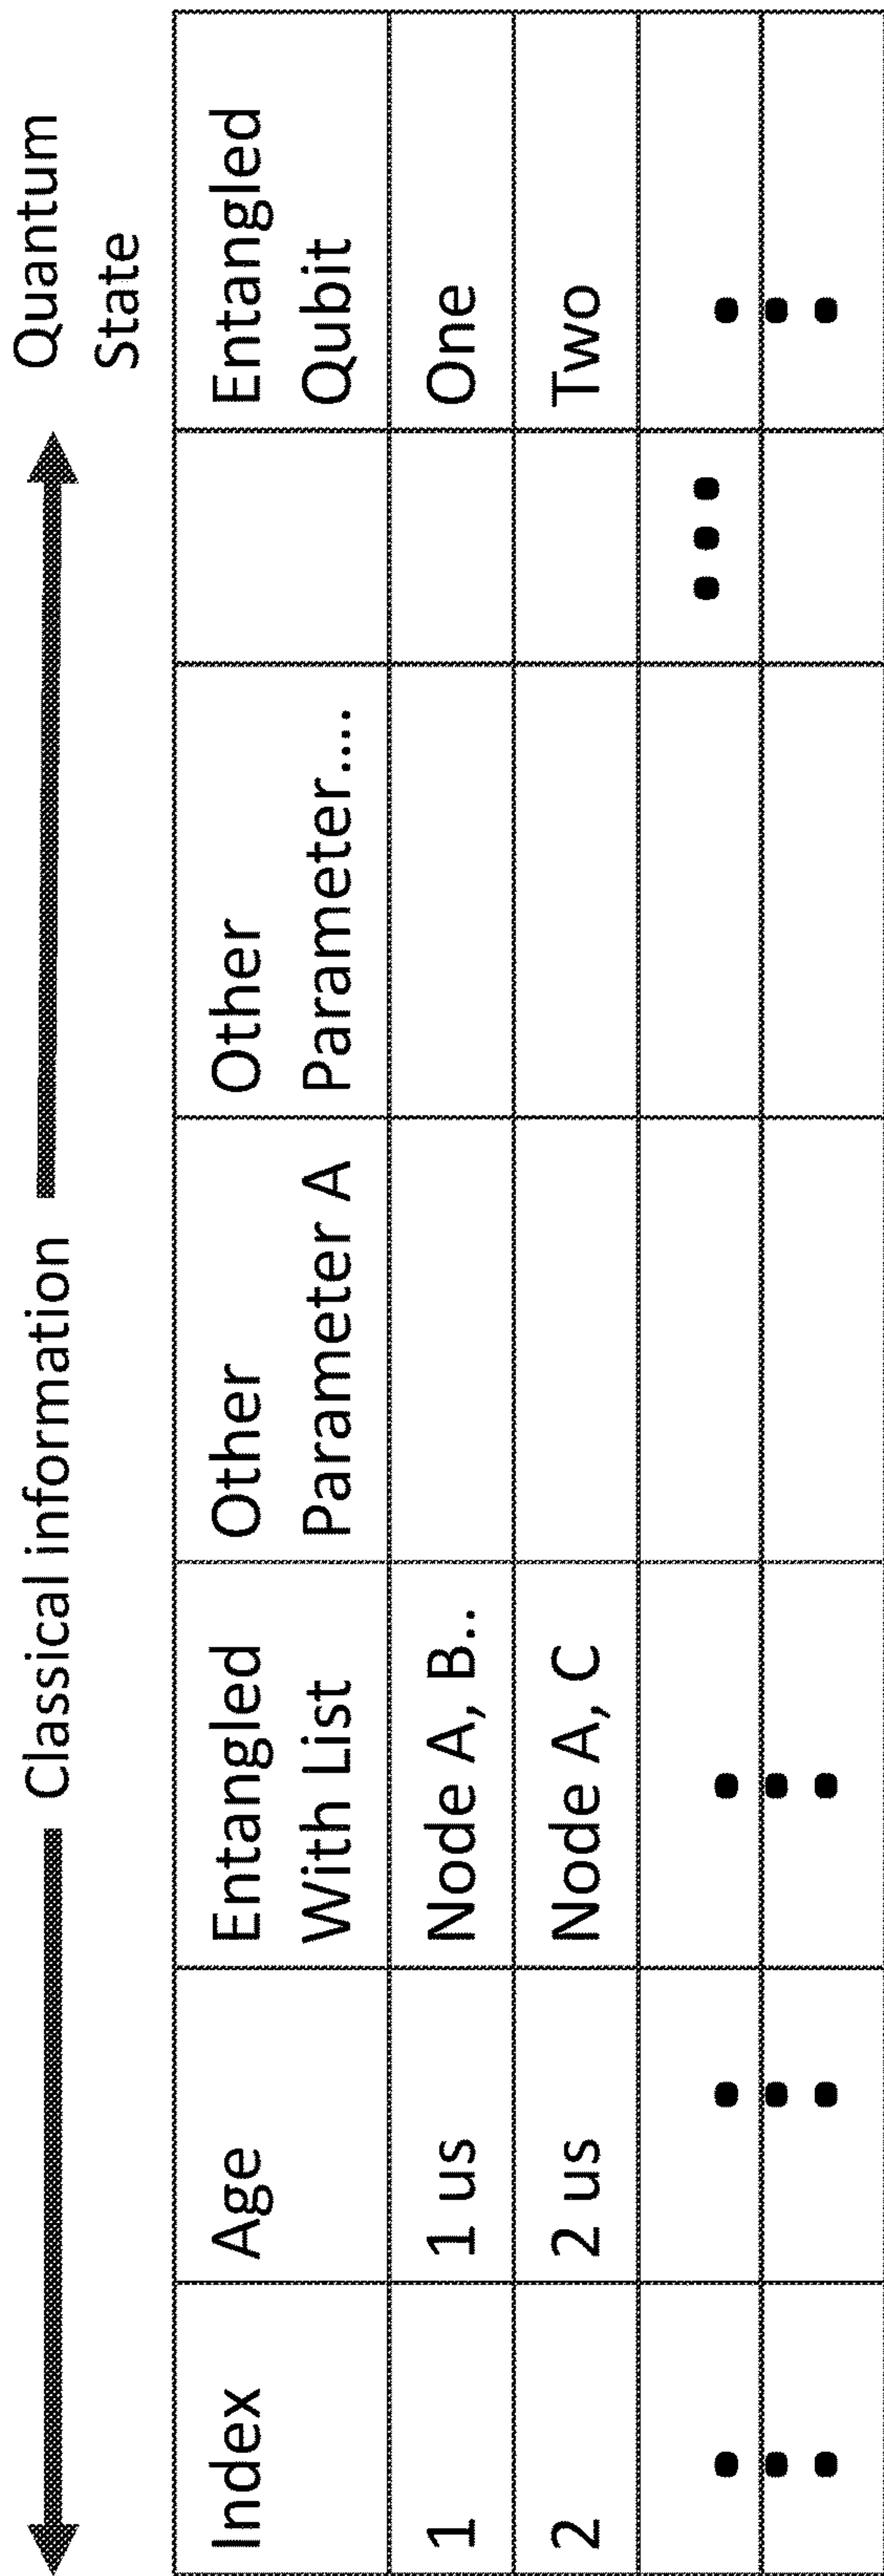 Classical information
Quantum
State
Index
Age
Entangled
With List
Other
Parameter A
Other
Parameter....
Entangled
Qubit
1
1 us
Node A, B..
One
2
2 us
Node A, C
Two